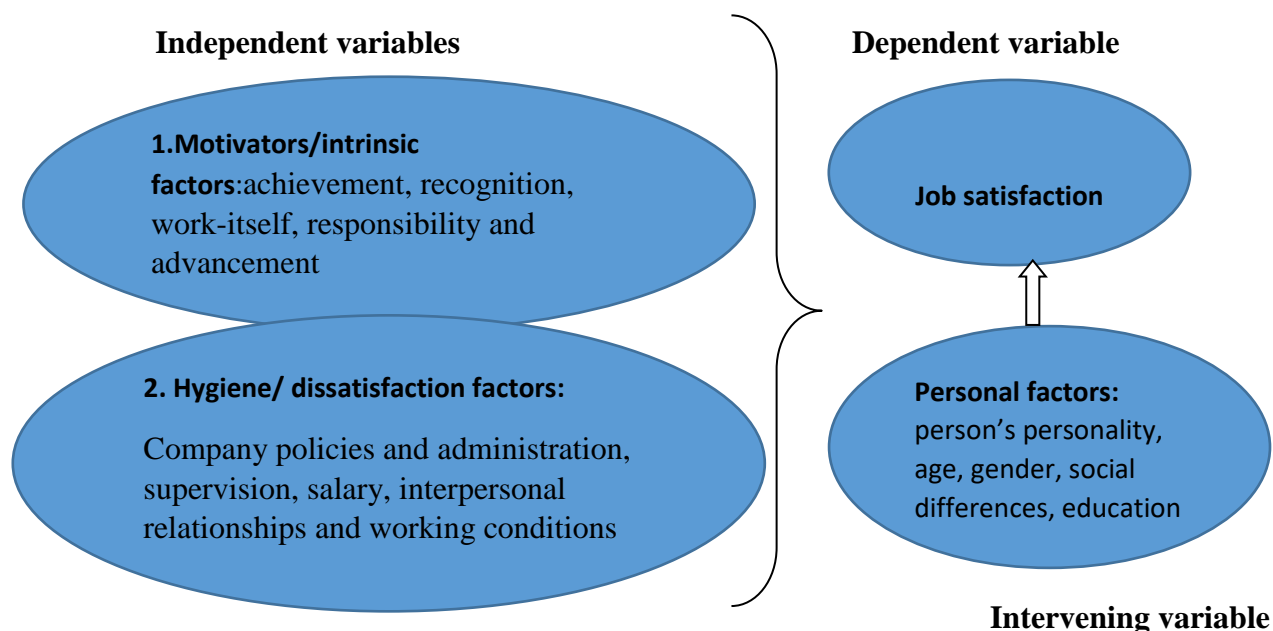 Independent variables
Dependent variable
1.Motivators/intrinsic
factors:achievement, recognition,
work-itself, responsibility and
advancement
Job satisfaction
2. Hygiene/ dissatisfaction factors:
Company policies and administration,
supervision, salary, interpersonal
relationships and working conditions
Personal factors:
person’s personality,
age, gender, social
differences, education
Intervening variable